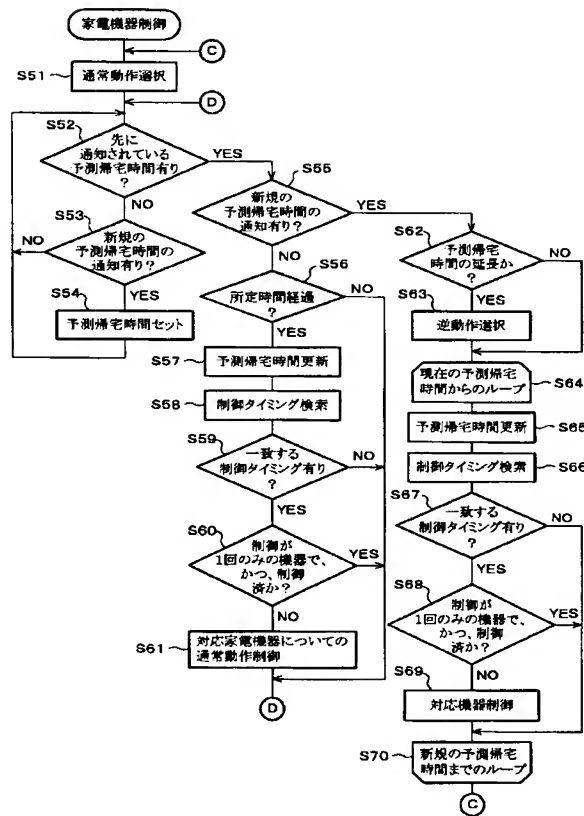 家電機器制御
C
S51
通常動作選択
D
S52
先に
通知されている
予測帰宅時間有り
?
YES
NO
S53
新規の
予測帰宅時間の
通知有り?
NO
YES
S54
予測帰宅時間セット
S55
新規の
予測帰宅時間の
通知有り?
YES
NO
S56
所定時間経過
?
NO
YES
S57
予測帰宅時間更新
S58
制御タイミング検索
S59
一致する
制御タイミング有り
?
NO
YES
S60
制御が
1回のみの機器で、
かつ、制御
済か?
YES
NO
S61
対応家電機器についての
通常動作制御
D
S62
予測帰宅
時間の延長か
?
NO
YES
S63
逆動作選択
現在の予測帰宅
時間からのループ
S64
予測帰宅時間更新
S65
制御タイミング検索
S66
S67
一致する
制御タイミング有り
?
NO
YES
S68
制御が
1回のみの機器で、
かつ、制御
済か?
YES
NO
S69
対応機器制御
S70
新規の予測帰宅
時間までのループ
C